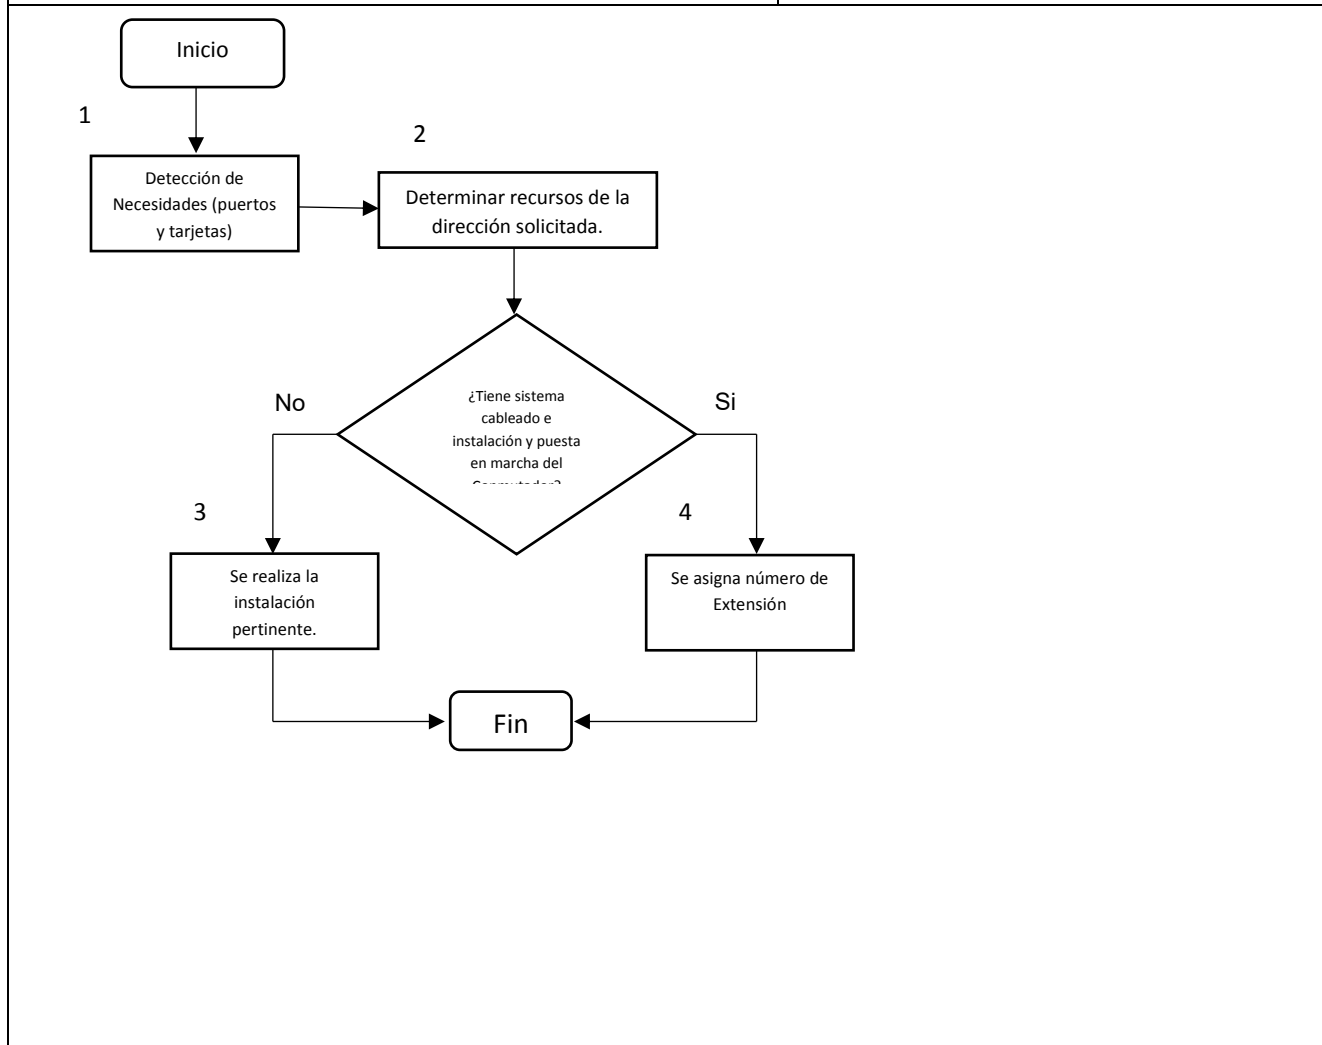 Inicio
1
2
Detección de
Necesidades (puertos
y tarjetas)
Determinar recursos de la
dirección solicitada.
¿Tiene sistema
cableado e
instalación y puesta
en marcha del
No
Si
3
4
Se realiza la
instalación
pertinente.
Se asigna número de
Extensión
Fin